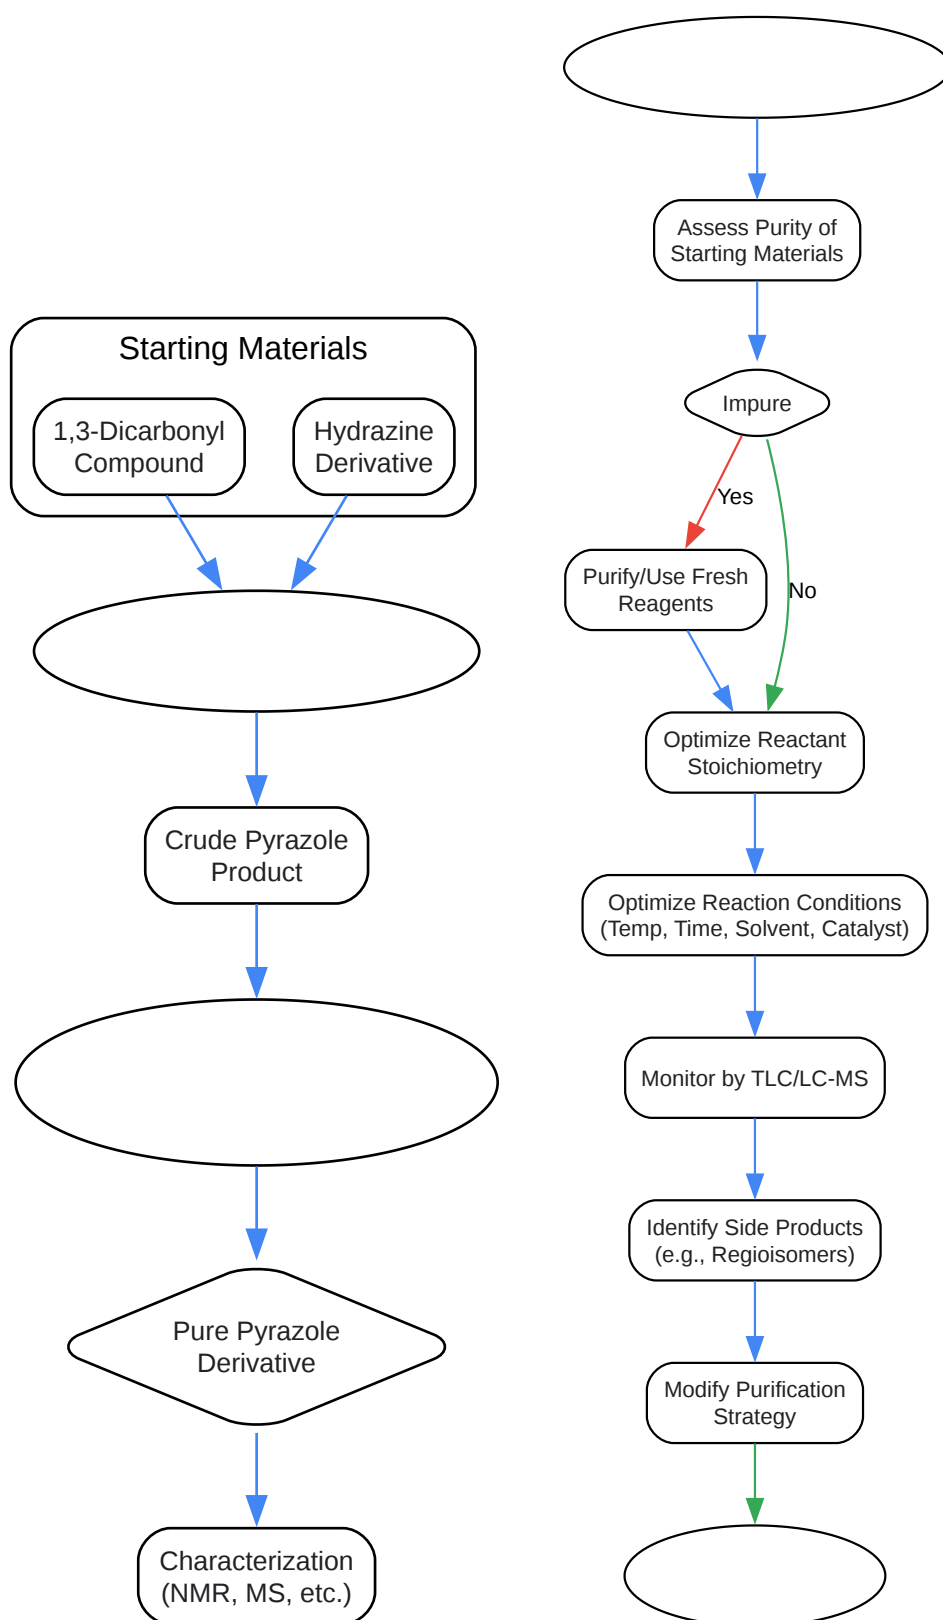 Starting Materials
1,3-Dicarbonyl
Compound
Hydrazine
Derivative
Crude Pyrazole
Product
Pure Pyrazole
Derivative
Characterization
(NMR, MS, etc.)
Assess Purity of
Starting Materials
Impure
Yes
No
Purify/Use Fresh
Reagents
Optimize Reactant
Stoichiometry
Optimize Reaction Conditions
(Temp, Time, Solvent, Catalyst)
Monitor by TLC/LC-MS
Identify Side Products
(e.g., Regioisomers)
Modify Purification
Strategy